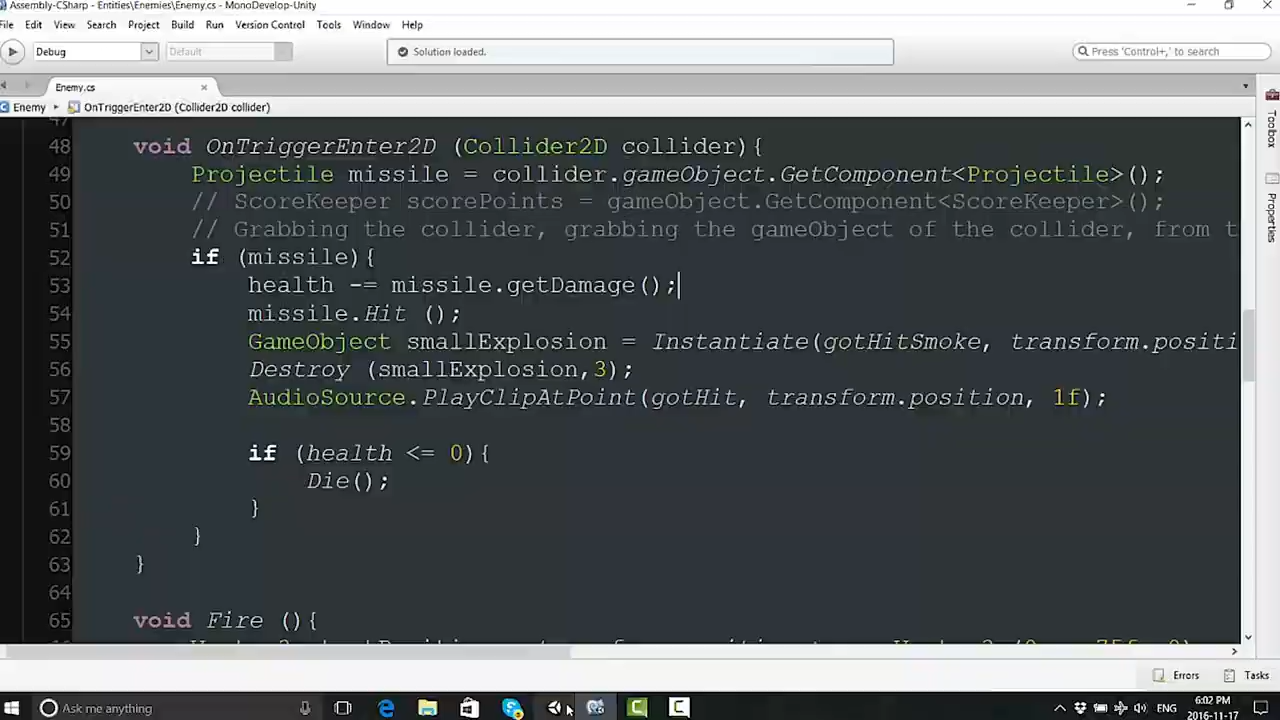 Assembly-CSharp - Entities\Enemies\Enemy.cs - MonoDevelop-Unity
File Edit View Search Project Build Run Version Control Tools Window Help
Debug Default Solution loaded. Press 'Control+,' to search
Enemy.cs
Enemy OnTriggerEnter2D (Collider2D collider)
47
48 void OnTriggerEnter2D (Collider2D collider){
49 Projectile missile = collider.gameObject.GetComponent<Projectile>();
50 // ScoreKeeper scorePoints = gameObject.GetComponent<ScoreKeeper>();
51 // Grabbing the collider, grabbing the gameObject of the collider, from t
52 if (missile){
53 health -= missile.getDamage();
54 missile.Hit ();
55 GameObject smallExplosion = Instantiate(gotHitSmoke, transform.positi
56 Destroy (smallExplosion,3);
57 AudioSource.PlayClipAtPoint(gotHit, transform.position, 1f);
58
59 if (health <= 0){
60 Die();
61 }
62 }
63 }
64
65 void Fire (){
Toolbox
Properties
Errors Tasks
Ask me anything
ENG
6:02 PM
2016-11-17